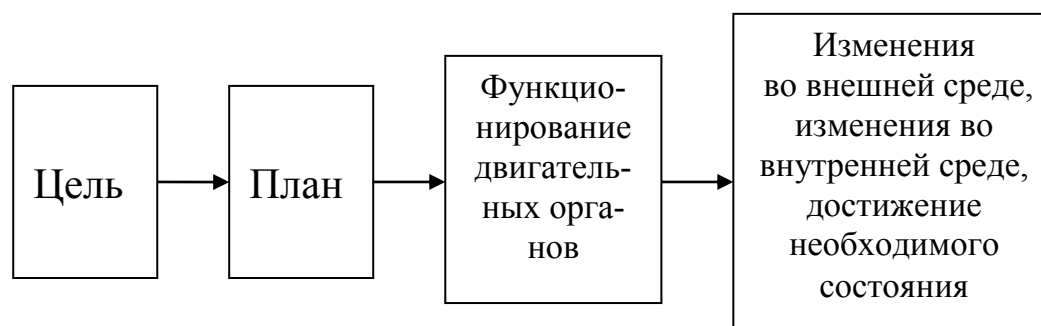 Цель
План
Функцио-
нирование
двигатель-
ных орга-
нов
Изменения
во внешней среде,
изменения во
внутренней среде,
достижение
необходимого
состояния